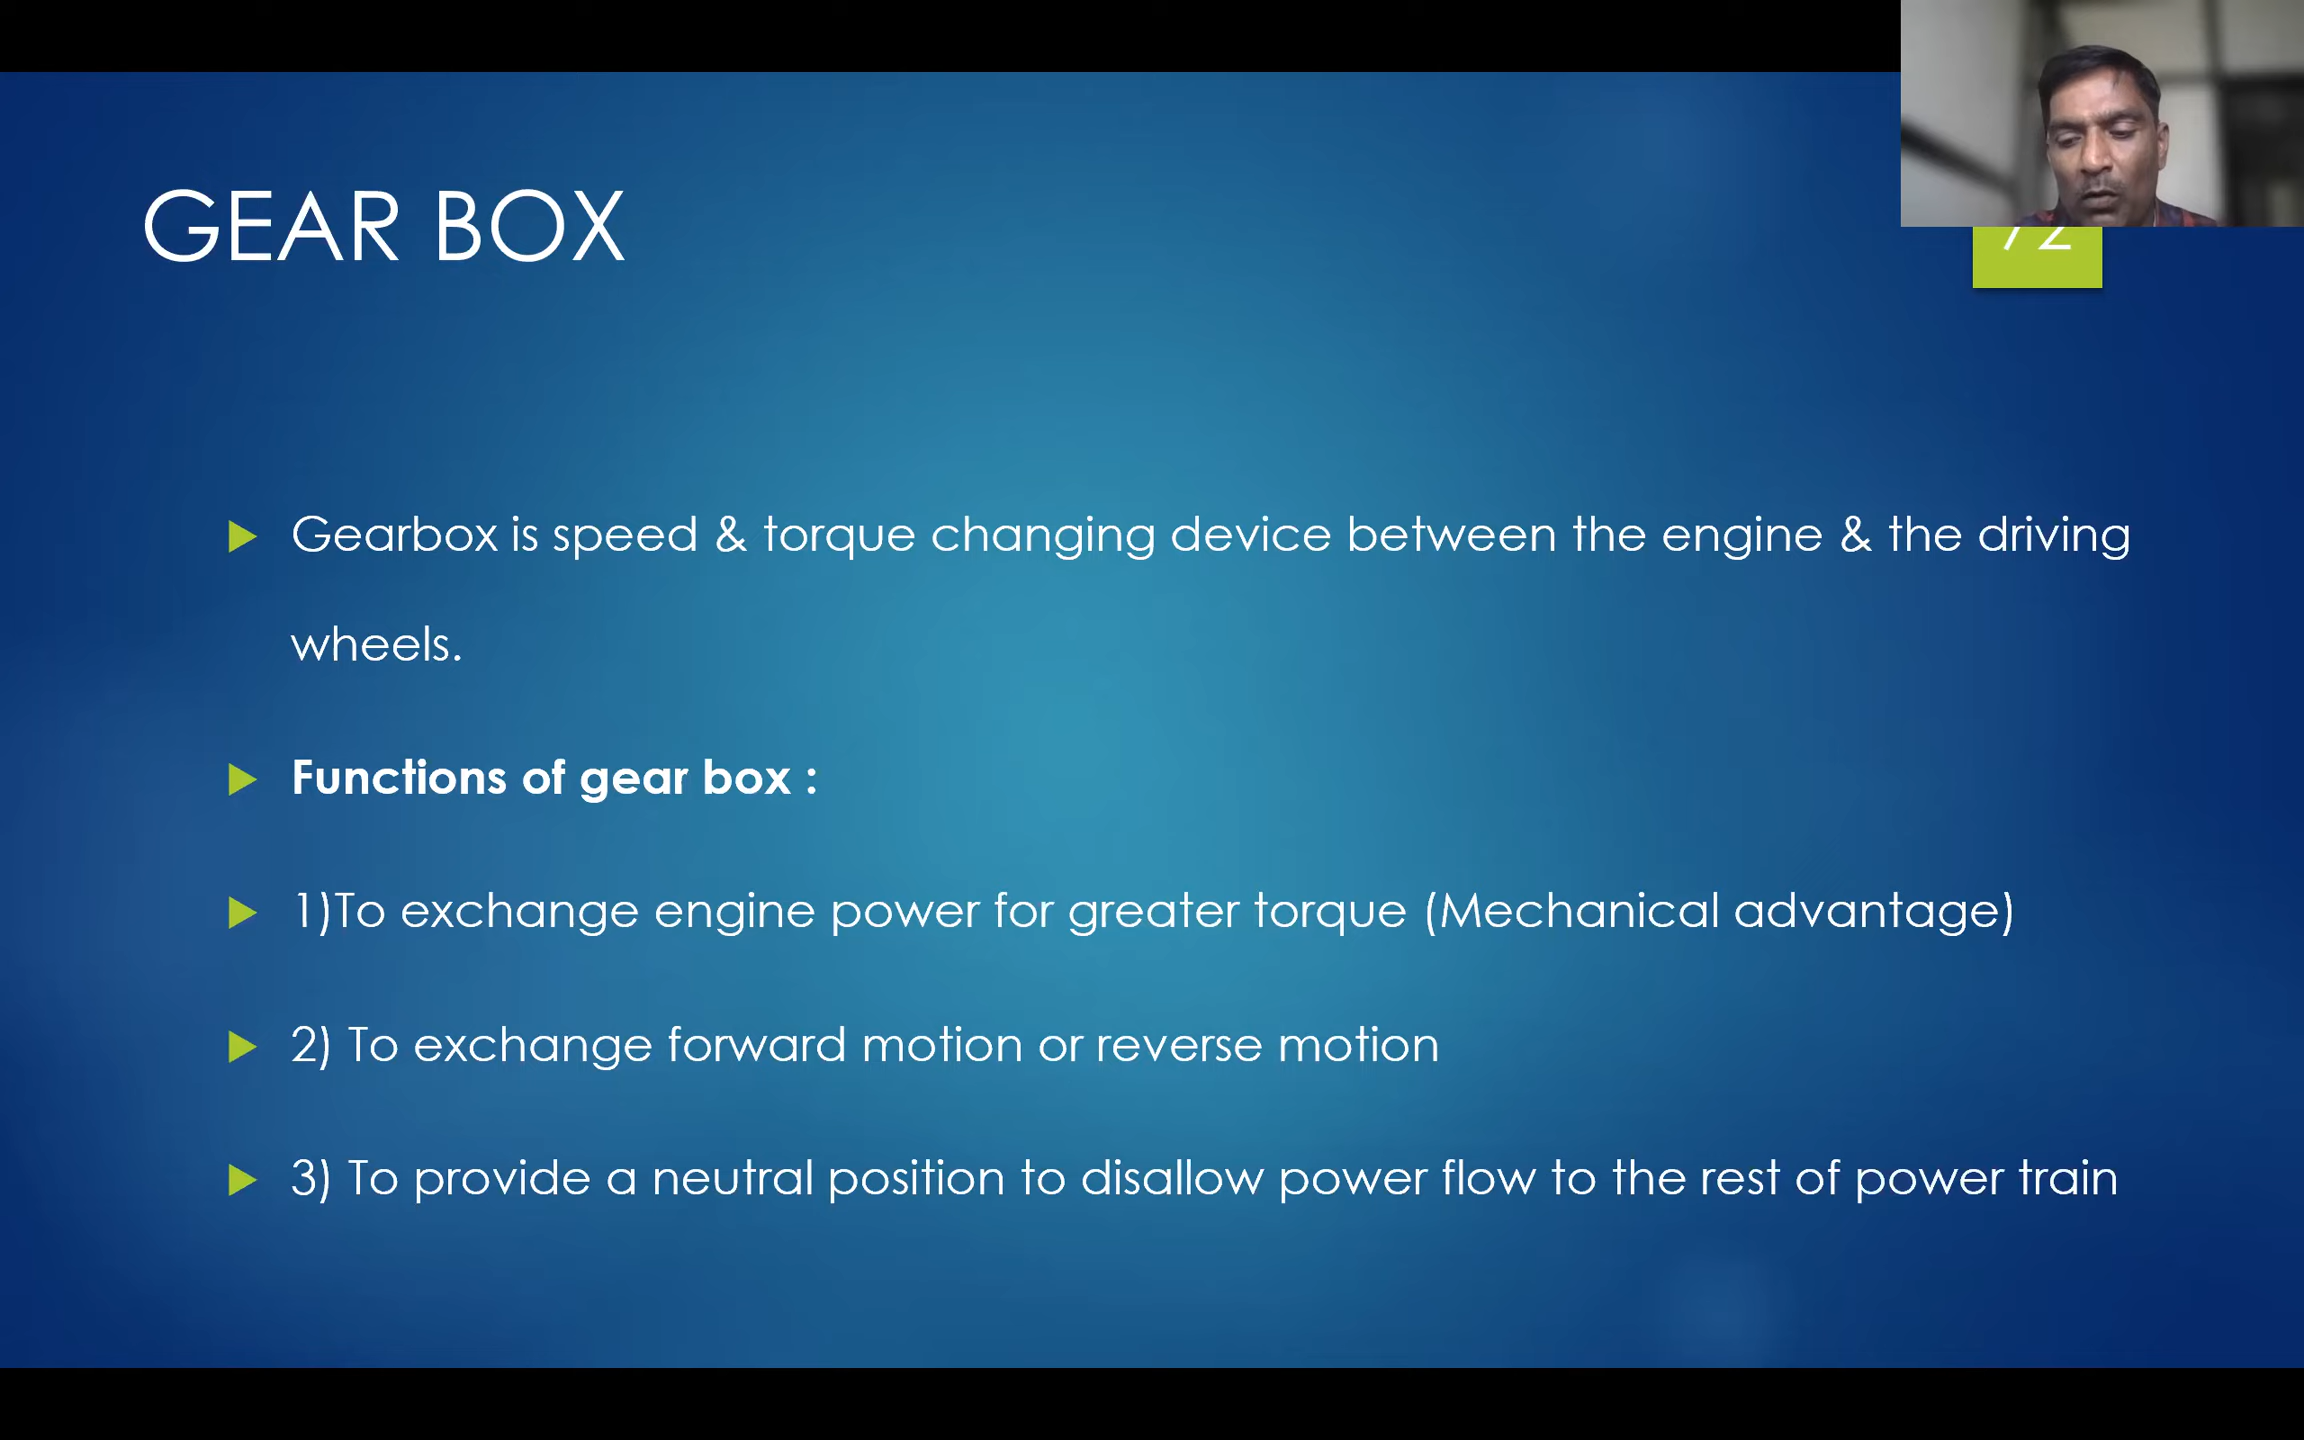 GEAR BOX
72
Gearbox is speed & torque changing device between the engine & the driving
wheels.
Functions of gear box :
1)To exchange engine power for greater torque (Mechanical advantage)
2) To exchange forward motion or reverse motion
3) To provide a neutral position to disallow power flow to the rest of power train